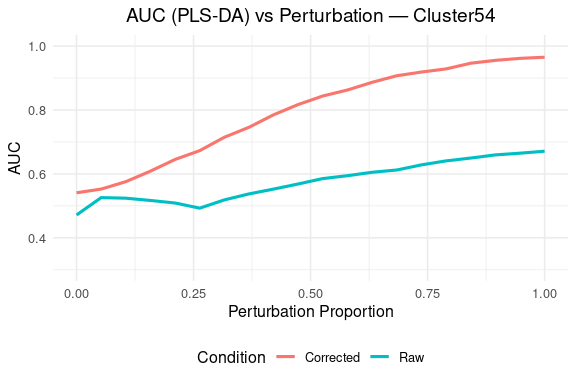 AUC (PLS-DA) vs Perturbation — Cluster54
AUC
1.0
0.8
0.6
0.4
0.00 0.25 0.50 0.75 1.00
Perturbation Proportion
Condition Corrected Raw